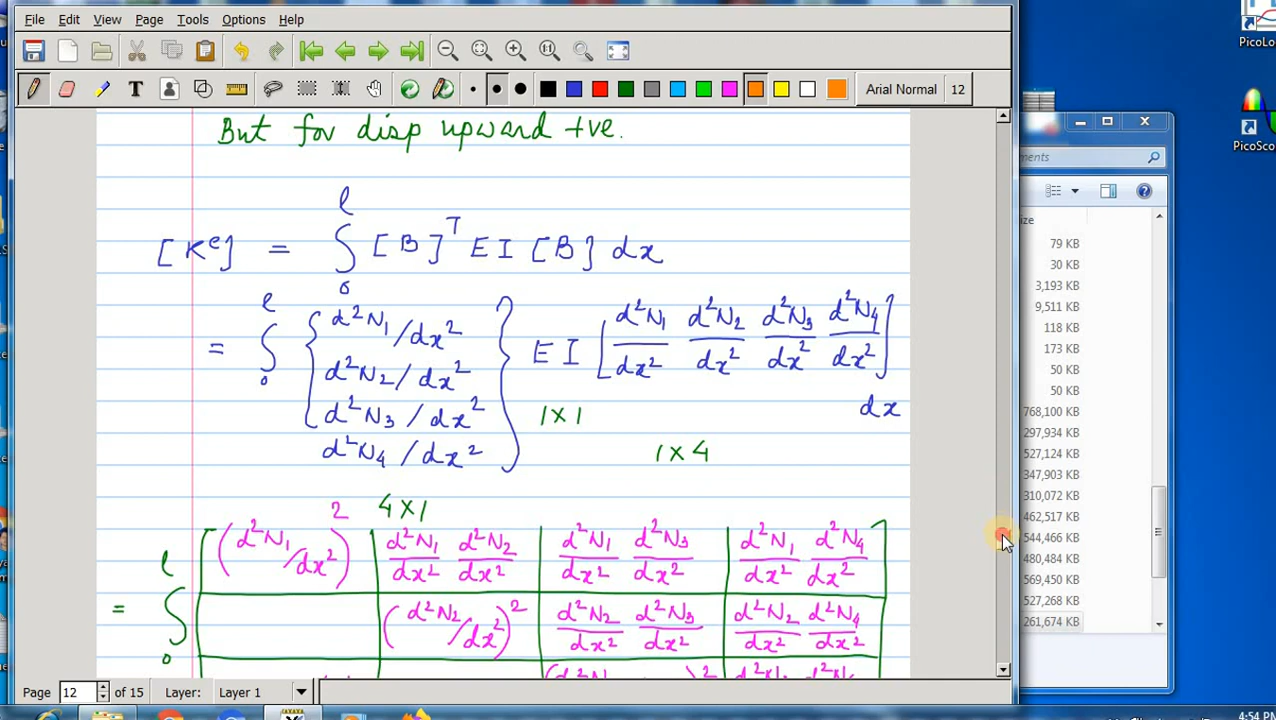 File Edit View Page Tools Options Help
Arial Normal 12
But for disp upward +ve.
[K^e] = ∫_0^l [B]^T EI [B] dx
= ∫_0^l { d²N₁/dx² d²N₂/dx² d²N₃/dx² d²N₄/dx² } EI [ d²N₁/dx² d²N₂/dx² d²N₃/dx² d²N₄/dx² ] dx
1×1
1×4
4×1
= ∫_0^l [ (d²N₁/dx²)² | d²N₁/dx² d²N₂/dx² | d²N₁/dx² d²N₃/dx² | d²N₁/dx² d²N₄/dx²
(d²N₂/dx²)² | d²N₂/dx² d²N₃/dx² | d²N₂/dx² d²N₄/dx²
Page 12 of 15 Layer: Layer 1
PicoLo
PicoSco
ments
size
79 KB
30 KB
3,193 KB
9,511 KB
118 KB
173 KB
50 KB
50 KB
768,100 KB
297,934 KB
527,124 KB
347,903 KB
310,072 KB
462,517 KB
544,466 KB
480,484 KB
569,450 KB
527,268 KB
261,674 KB
4:54 PM